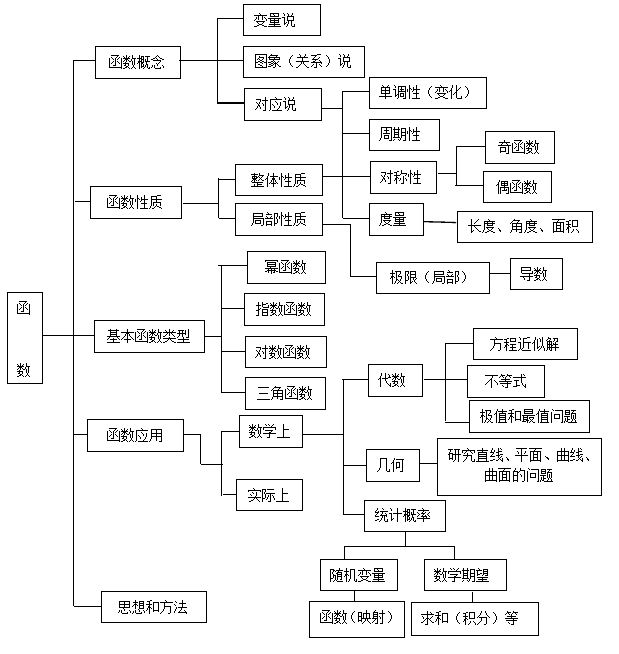 函
数
函数概念
变量说
图象（关系）说
对应说
函数性质
整体性质
单调性（变化）
周期性
对称性
奇函数
偶函数
度量
长度、角度、面积
局部性质
极限（局部）
导数
基本函数类型
幂函数
指数函数
对数函数
三角函数
函数应用
数学上
代数
方程近似解
不等式
极值和最值问题
几何
研究直线、平面、曲线、
曲面的问题
统计概率
随机变量
数学期望
函数（映射）
求和（积分）等
实际上
思想和方法